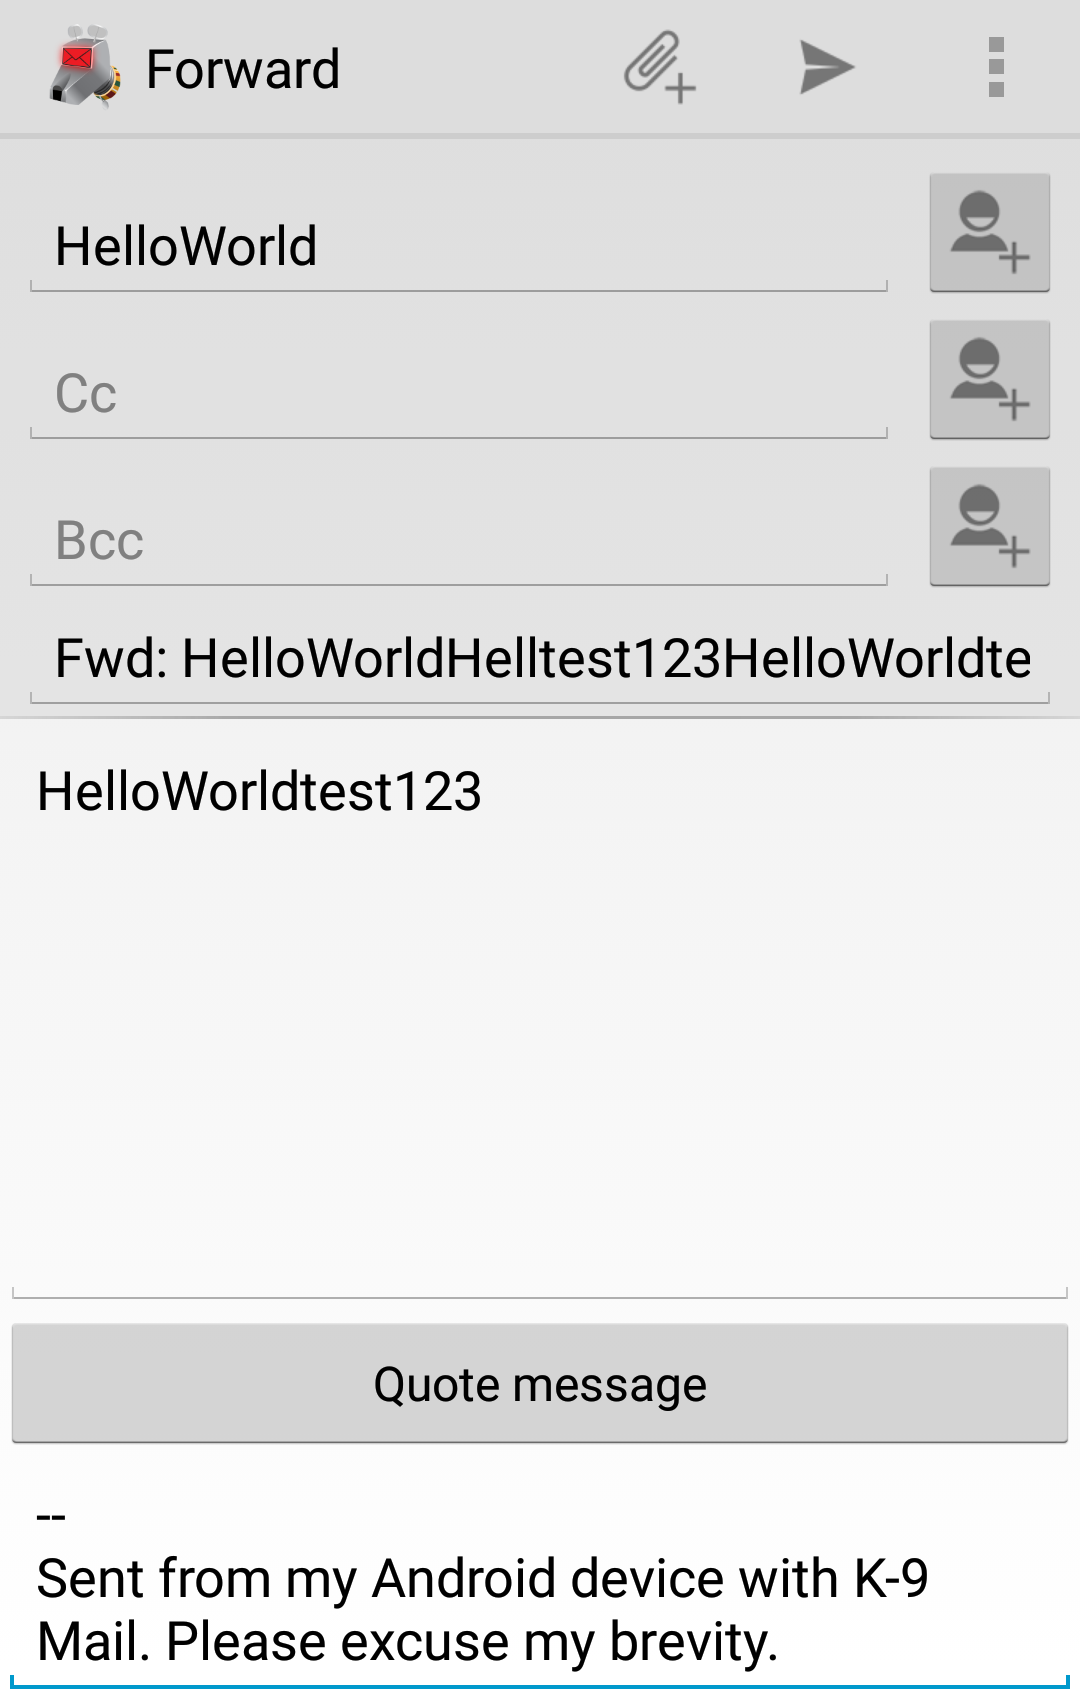 Forward
HelloWorld
Cc
Bcc
Fwd: HelloWorldHelltest123HelloWorldte
HelloWorldtest123
Quote message
--
Sent from my Android device with K-9
Mail. Please excuse my brevity.